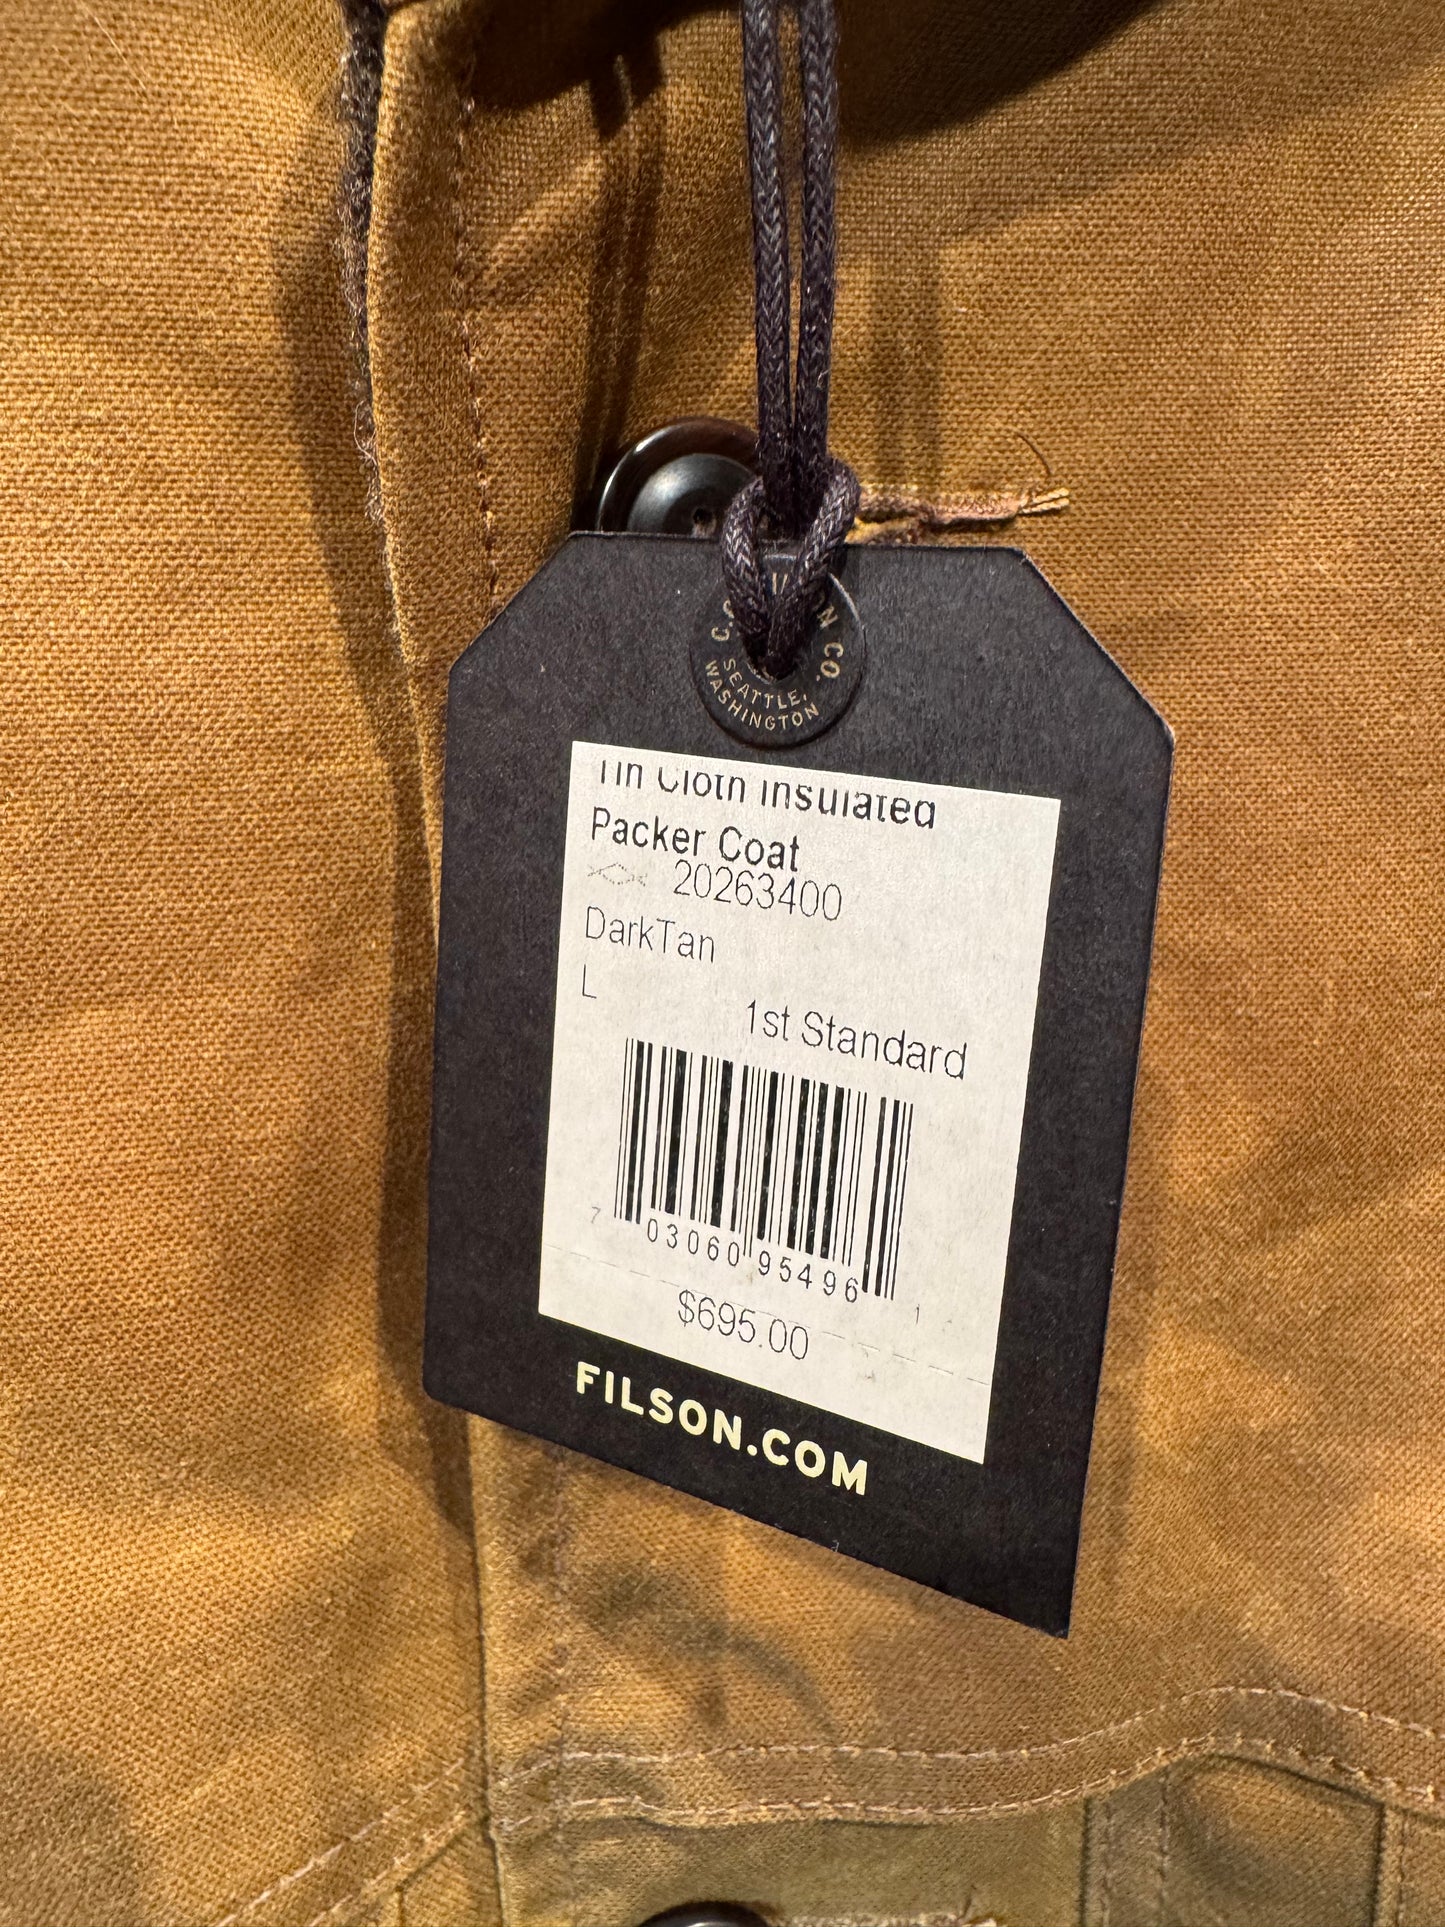 CO.
SEATTLE,
WASHINGTON
Tin Cloth Insulated
Packer Coat
20263400
DarkTan
L
1st Standard
7 03060 95496 1
$695.00
FILSON.COM